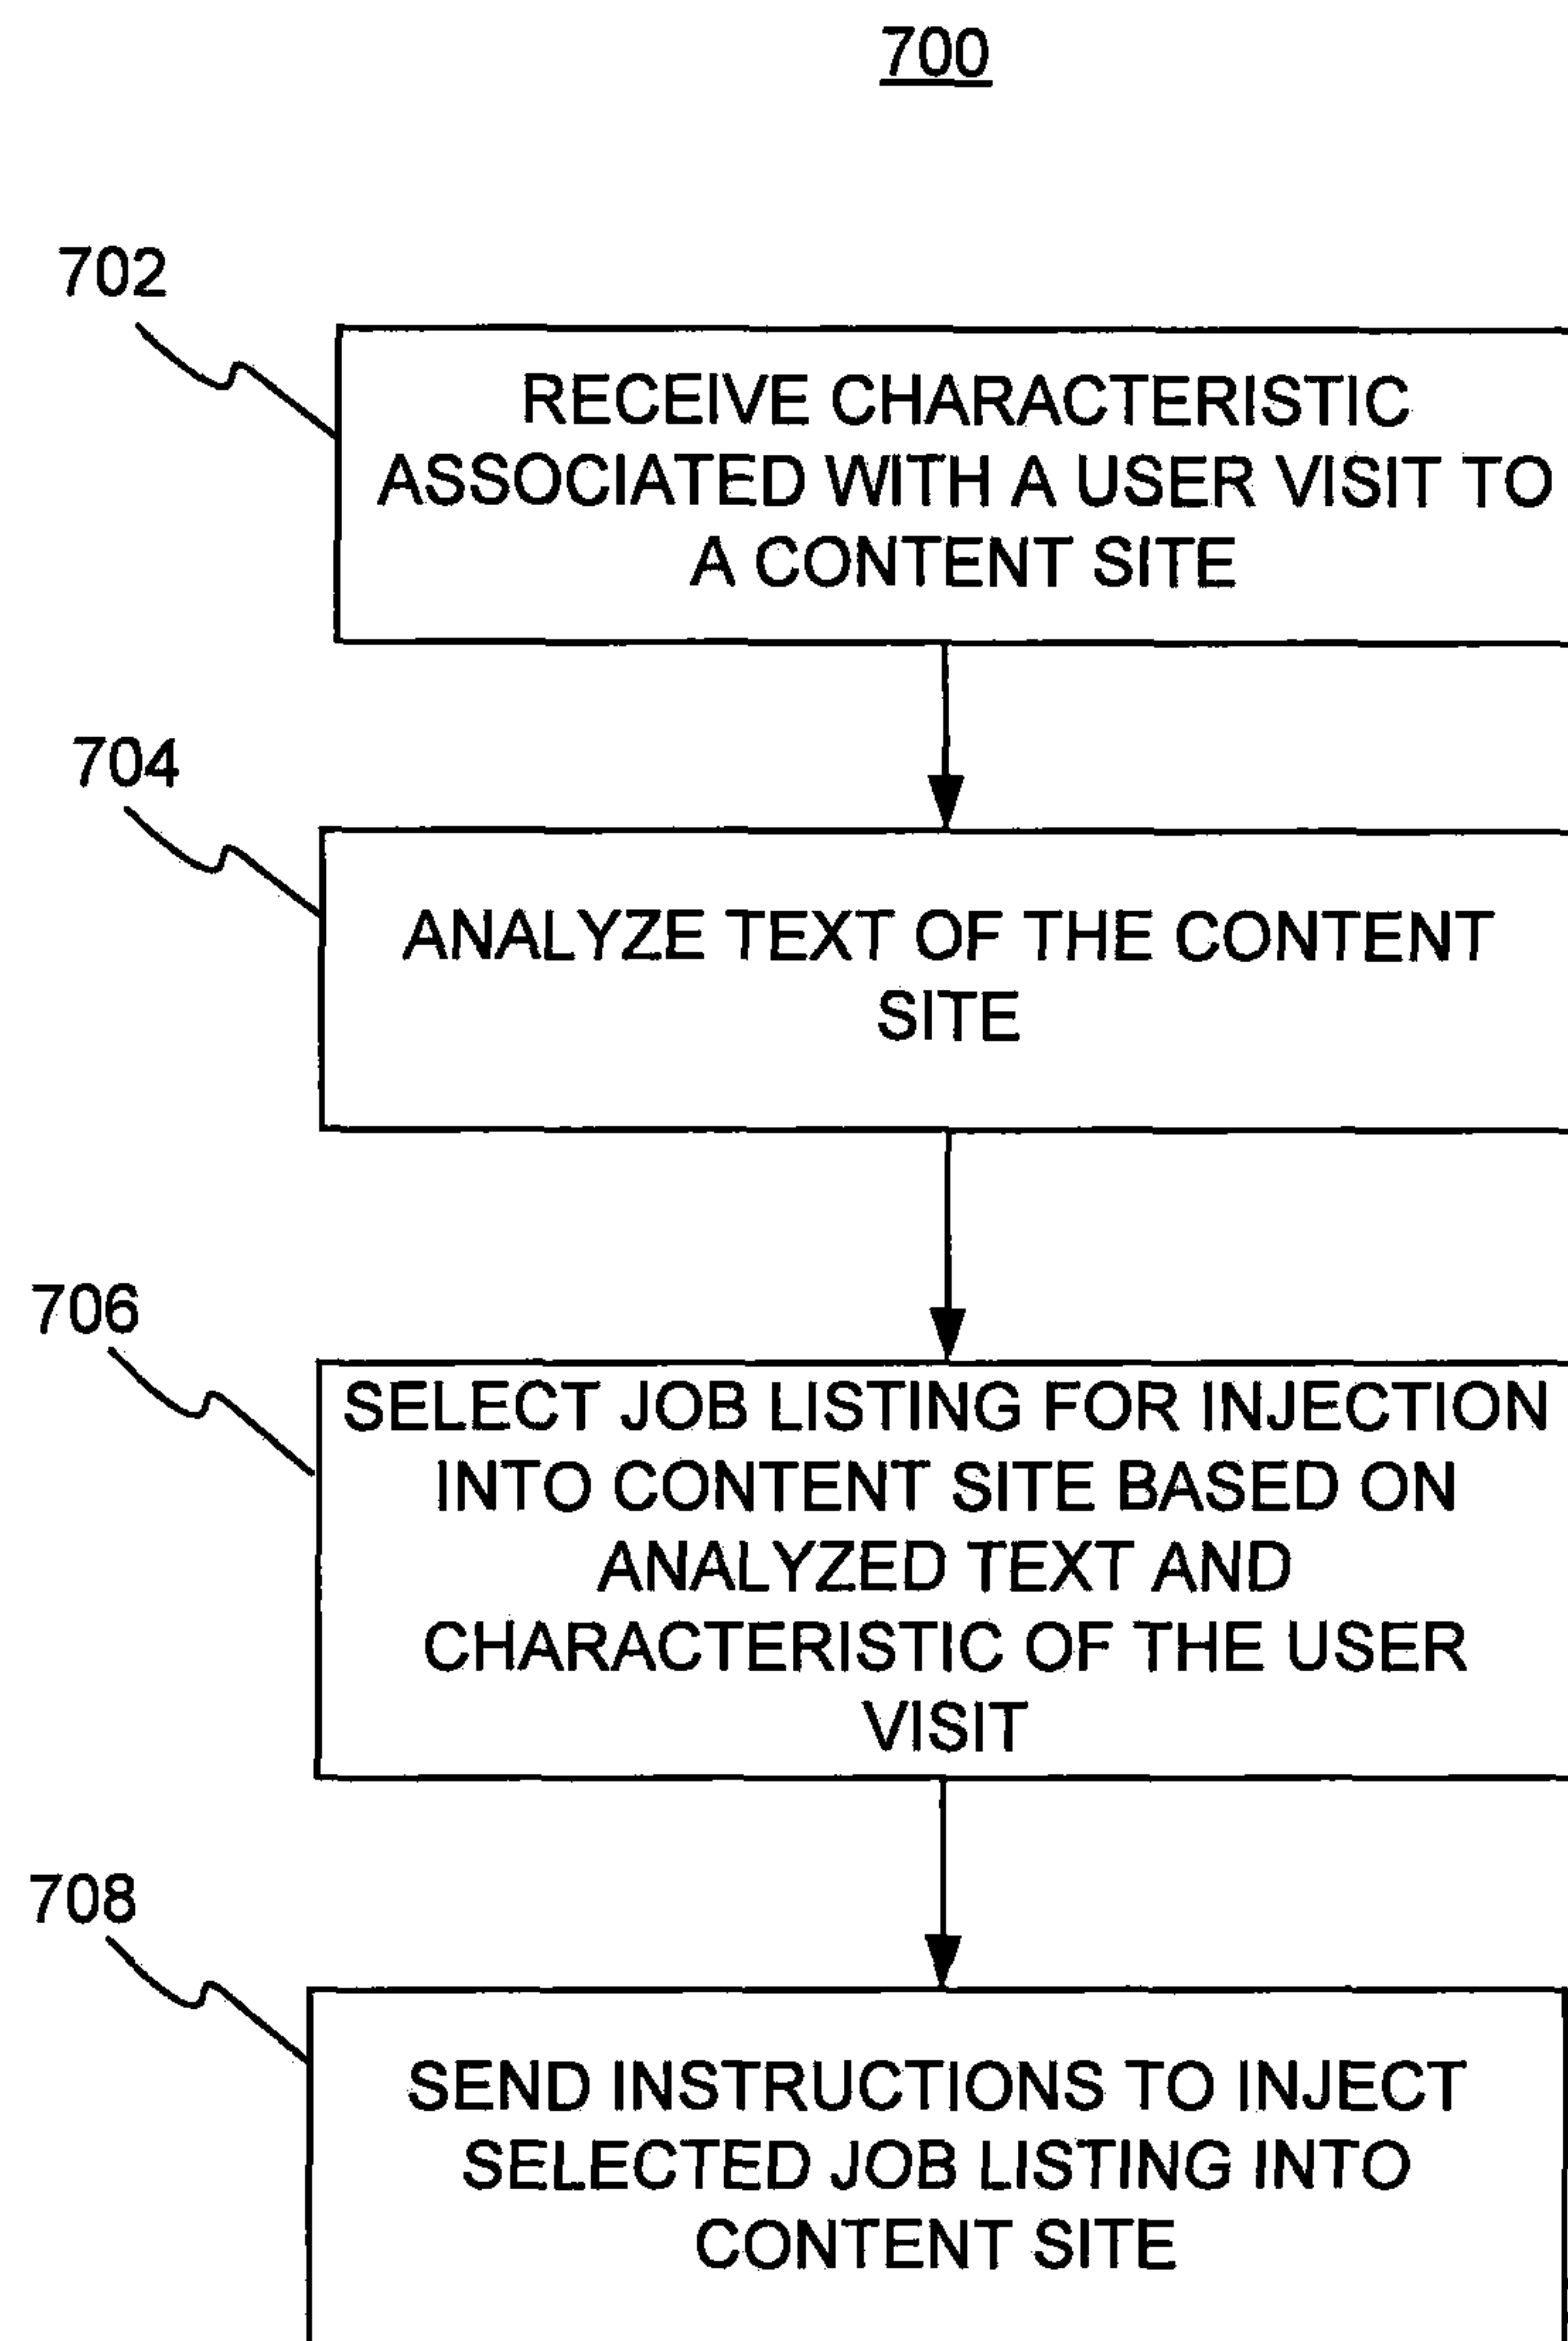 700
702
RECEIVE CHARACTERISTIC
ASSOCIATED WITH A USER VISIT TO
A CONTENT SITE
704
ANALYZE TEXT OF THE CONTENT
SITE
706
SELECT JOB LISTING FOR INJECTION
INTO CONTENT SITE BASED ON
ANALYZED TEXT AND
CHARACTERISTIC OF THE USER
VISIT
708
SEND INSTRUCTIONS TO INJECT
SELECTED JOB LISTING INTO
CONTENT SITE